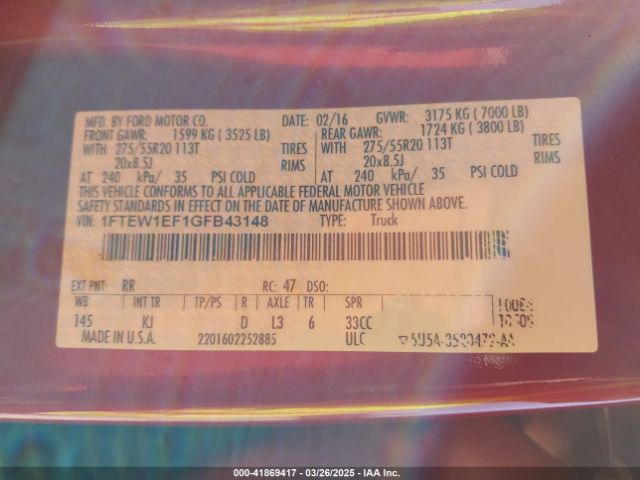 MFD. BY FORD MOTOR CO. DATE: 02/16 GVWR: 3175 KG ( 7000 LB)
FRONT GAWR: 1599 KG ( 3525 LB) REAR GAWR: 1724 KG ( 3800 LB)
WITH 275/55R20 113T TIRES WITH 275/55R20 113T TIRES
20x8.5J RIMS 20x8.5J RIMS
AT 240 kPa/ 35 PSI COLD AT 240 kPa/ 35 PSI COLD
THIS VEHICLE CONFORMS TO ALL APPLICABLE FEDERAL MOTOR VEHICLE
SAFETY STANDARDS IN EFFECT ON THE DATE OF MANUFACTURE SHOWN ABOVE.
VIN: 1FTEW1EF1GFB43148 TYPE: Truck
EXT PNT: RR RC: 47 DSO:
WB INT TR TP/PS R AXLE TR SPR
145 KJ D L3 6 33CC
MADE IN U.S.A. 2201602252885 ULC
000-41869417 - 03/26/2025 - IAA Inc.